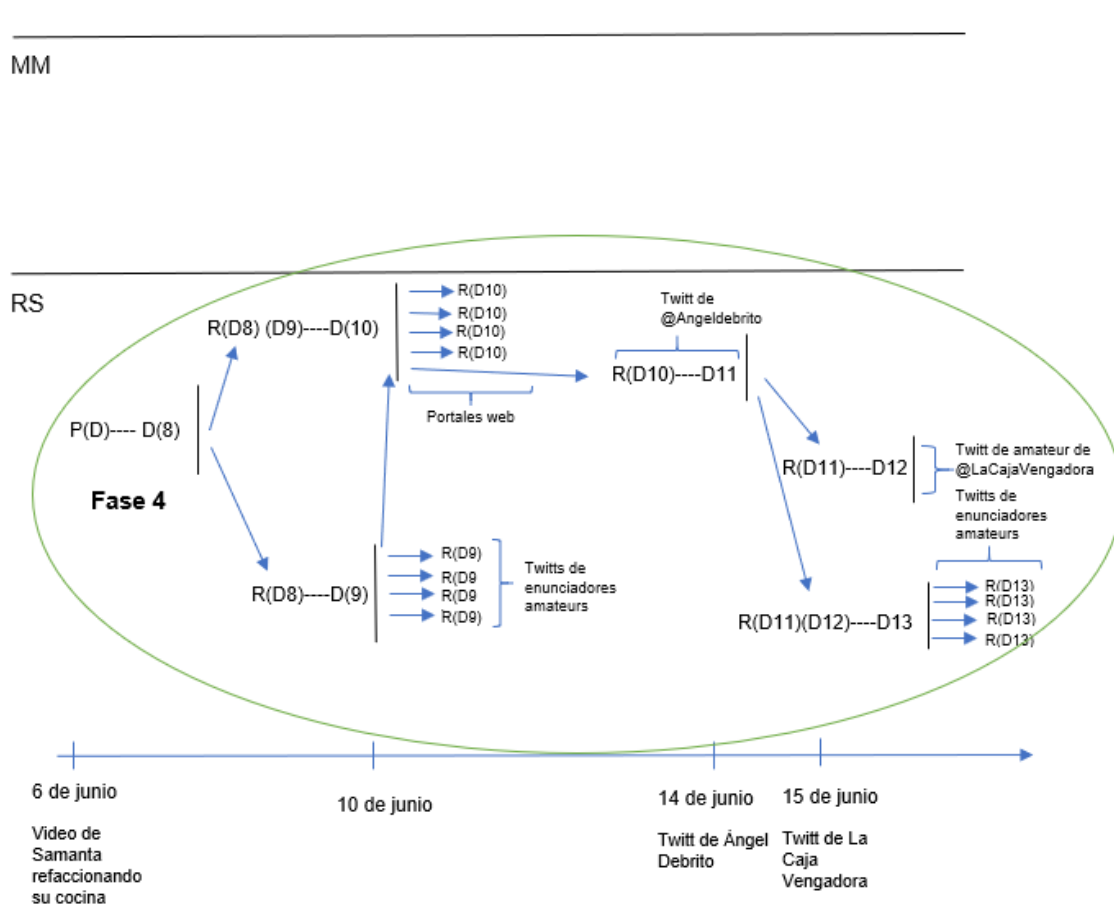 MM
RS
R(D8) (D9)----D(10)
R(D10)
R(D10)
R(D10)
R(D10)
Portales web
Twitt de
@Angeldebrito
R(D10)----D11
P(D)---- D(8)
Fase 4
R(D11)----D12
Twitt de amateur de
@LaCajaVengadora
Twitts de
enunciadores
amateurs
R(D8)----D(9)
R(D9)
R(D9
R(D9
R(D9)
Twitts de
enunciadores
amateurs
R(D11)(D12)----D13
R(D13)
R(D13)
R(D13)
R(D13)
6 de junio
Video de
Samanta
refaccionando
su cocina
10 de junio
14 de junio
Twitt de Ángel
Debrito
15 de junio
Twitt de La
Caja
Vengadora